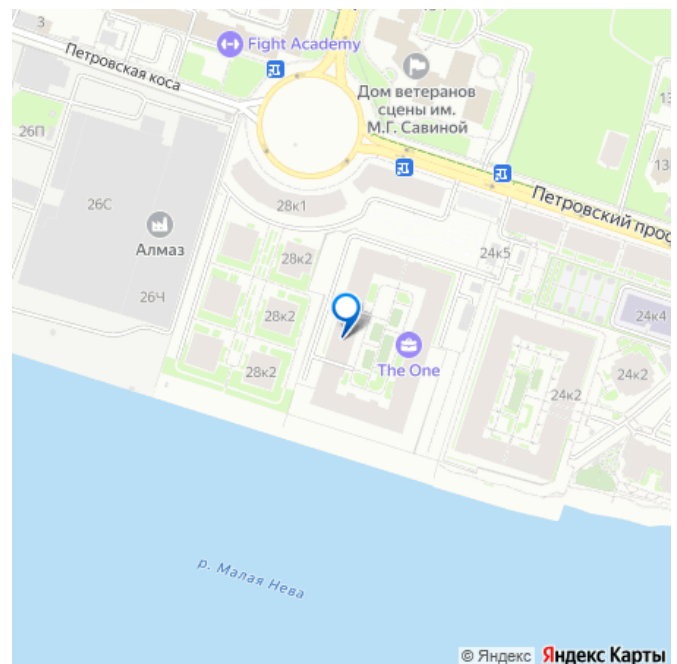 3
Петровская коса
Fight Academy
Дом ветеранов
сцены им.
М.Г. Савиной
26П
13
26С
Алмаз
26Ч
28к1
Петровский прос
28к2
24к5
28к2
24к4
The One
28к2
24к2
24к2
р. Малая Нева
© Яндекс Яндекс Карты